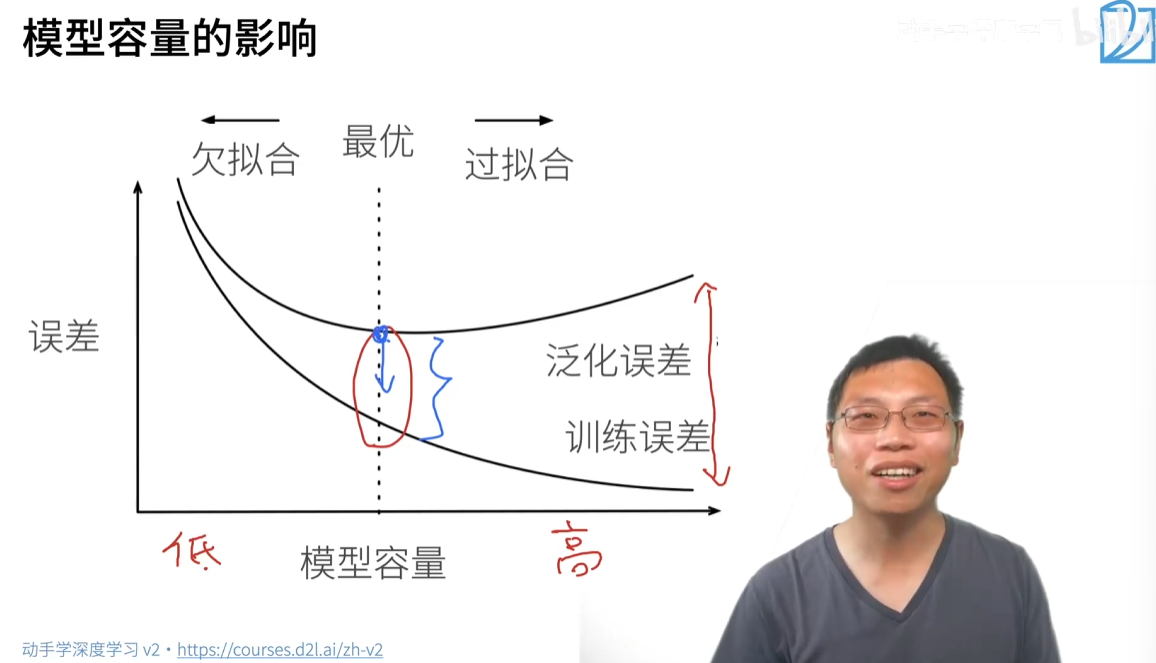 模型容量的影响
bilibili
欠拟合
最优
过拟合
误差
泛化误差
训练误差
低
模型容量
高
动手学深度学习 v2 · https://courses.d2l.ai/zh-v2